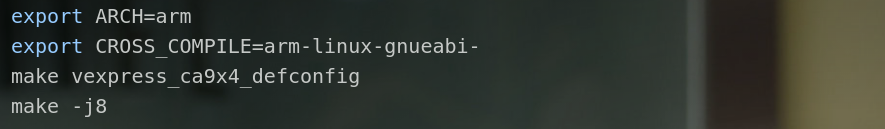 export ARCH=arm
export CROSS_COMPILE=arm-linux-gnueabi-
make vexpress_ca9x4_defconfig
make -j8